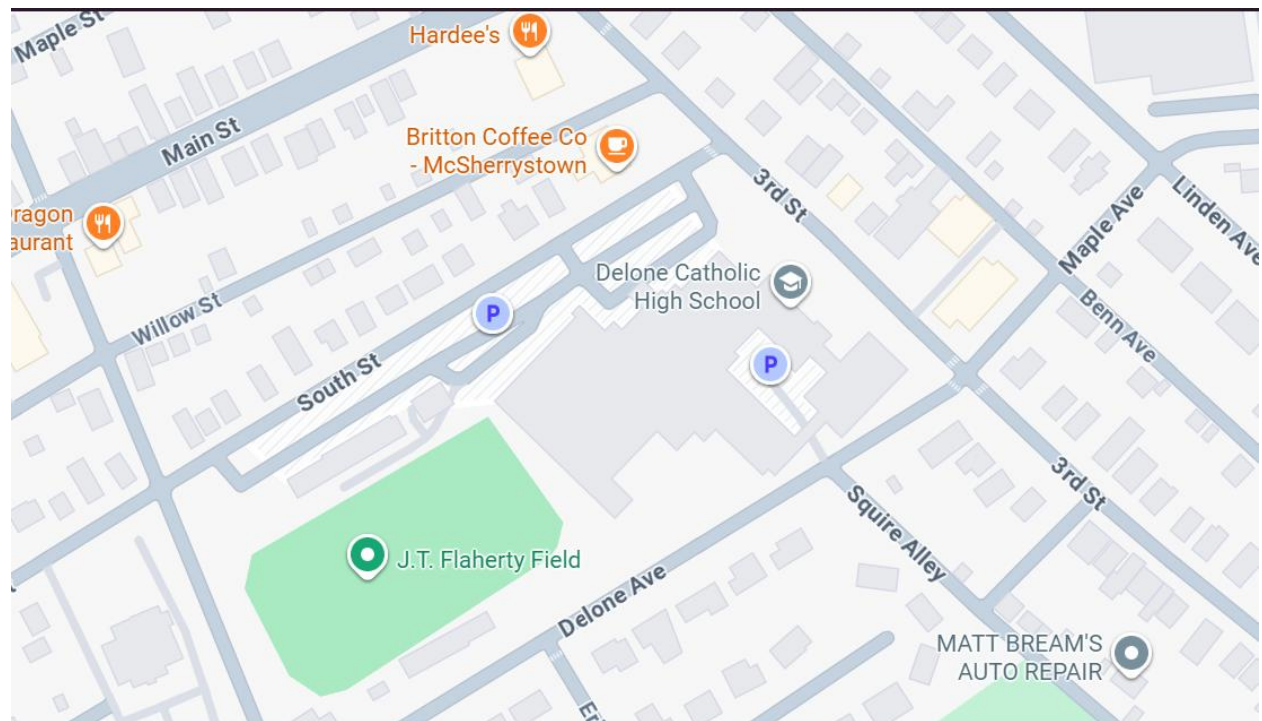 Maple St
Hardee's
Main St
Britton Coffee Co
- McSherrystown
3rd St
Linden Ave
Maple Ave
ragon
aurant
Delone Catholic
High School
Willow St
P
Benn Ave
South St
P
3rd St
Squire Alley
J.T. Flaherty Field
Delone Ave
MATT BREAM'S
AUTO REPAIR